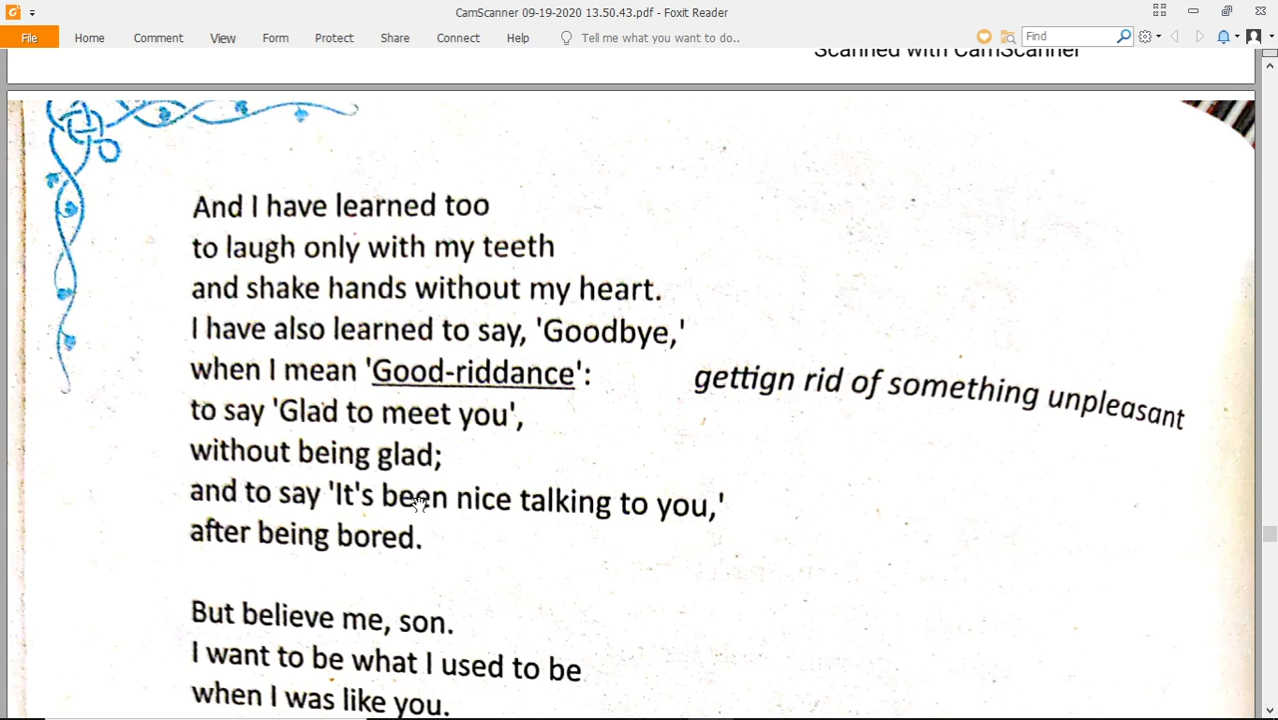 CamScanner 09-19-2020 13.50.43.pdf - Foxit Reader
File Home Comment View Form Protect Share Connect Help Tell me what you want to do.. Find
Scanned with CamScanner
And I have learned too
to laugh only with my teeth
and shake hands without my heart.
I have also learned to say, 'Goodbye,'
when I mean 'Good-riddance': gettign rid of something unpleasant
to say 'Glad to meet you',
without being glad;
and to say 'It's been nice talking to you,'
after being bored.
But believe me, son.
I want to be what I used to be
when I was like you.